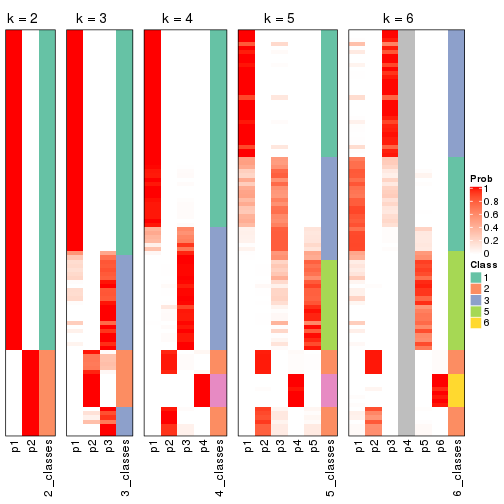 k = 2
k = 3
k = 4
k = 5
k = 6
p1
p2
2_classes
p1
p2
p3
3_classes
p1
p2
p3
p4
4_classes
p1
p2
p3
p4
p5
5_classes
p1
p2
p3
p4
p5
p6
6_classes
Prob
1
0.8
0.6
0.4
0.2
0
Class
1
2
3
5
6